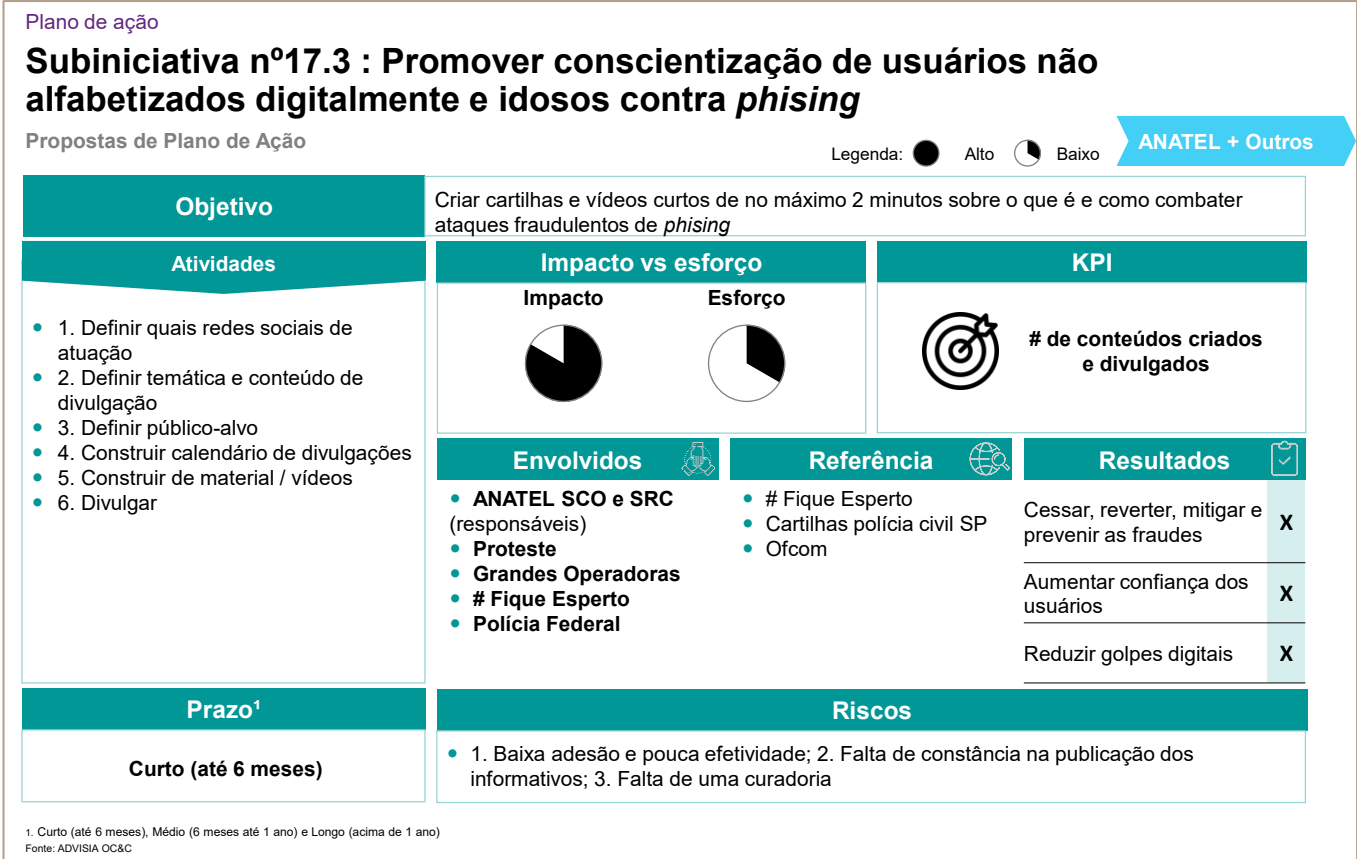 Plano de ação
Subiniciativa nº17.3 : Promover conscientização de usuários não
alfabetizados digitalmente e idosos contra phising
Propostas de Plano de Ação
Legenda: Alto Baixo
ANATEL + Outros
Objetivo
Criar cartilhas e vídeos curtos de no máximo 2 minutos sobre o que é e como combater
ataques fraudulentos de phising
Atividades
• 1. Definir quais redes sociais de
atuação
• 2. Definir temática e conteúdo de
divulgação
• 3. Definir público-alvo
• 4. Construir calendário de divulgações
• 5. Construir de material / vídeos
• 6. Divulgar
Impacto vs esforço
Impacto
Esforço
KPI
# de conteúdos criados
e divulgados
Envolvidos
• ANATEL SCO e SRC
(responsáveis)
• Proteste
• Grandes Operadoras
• # Fique Esperto
• Polícia Federal
Referência
• # Fique Esperto
• Cartilhas polícia civil SP
• Ofcom
Resultados
Cessar, reverter, mitigar e
prevenir as fraudes
X
Aumentar confiança dos
usuários
X
Reduzir golpes digitais
X
Prazo¹
Curto (até 6 meses)
Riscos
• 1. Baixa adesão e pouca efetividade; 2. Falta de constância na publicação dos
informativos; 3. Falta de uma curadoria
1. Curto (até 6 meses), Médio (6 meses até 1 ano) e Longo (acima de 1 ano)
Fonte: ADVISIA OC&C